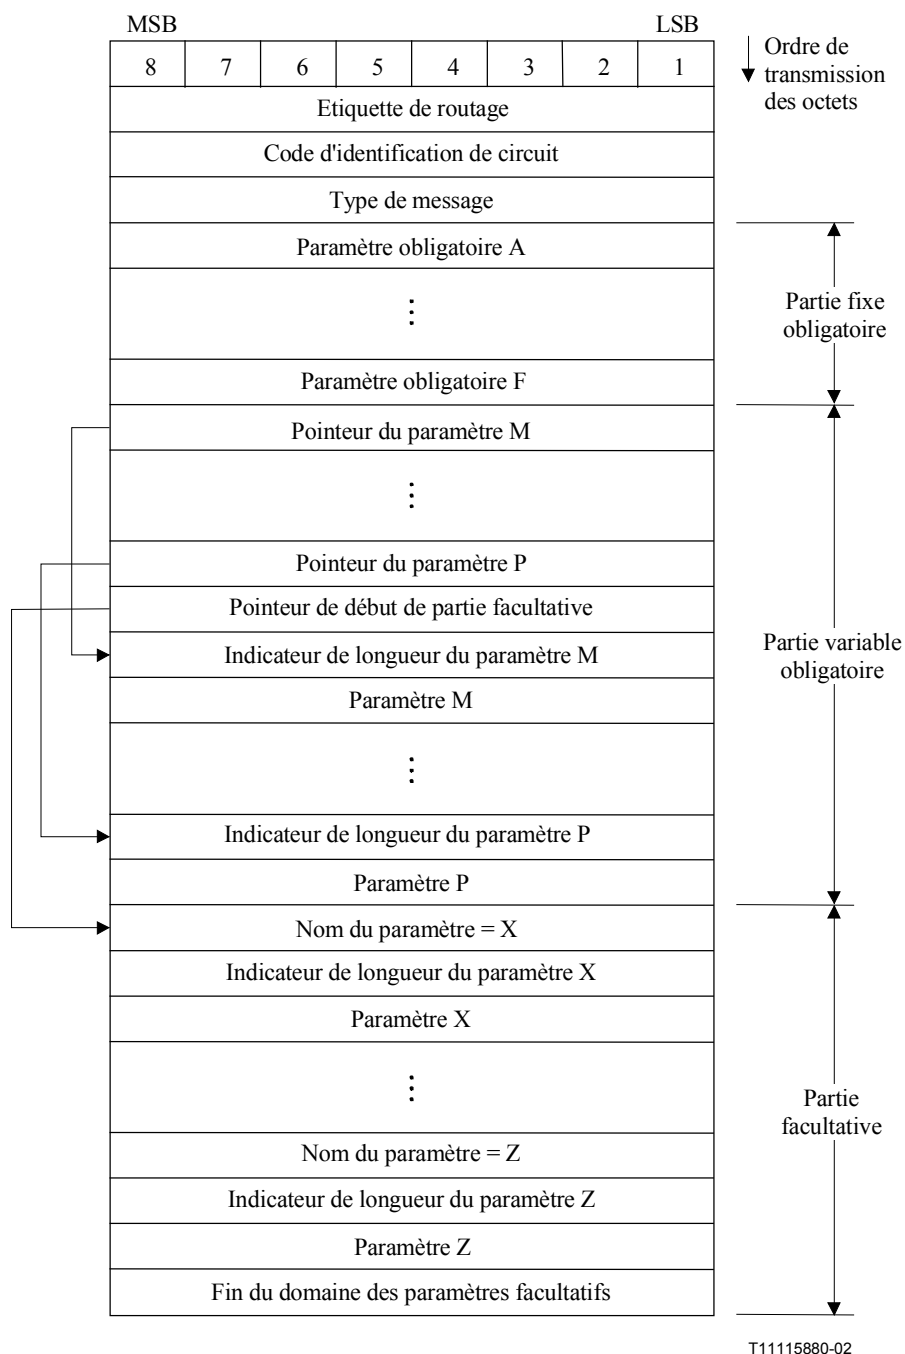 MSB LSB
8 7 6 5 4 3 2 1
Ordre de
transmission
des octets
Etiquette de routage
Code d'identification de circuit
Type de message
Paramètre obligatoire A
Paramètre obligatoire F
Partie fixe
obligatoire
Pointeur du paramètre M
Pointeur du paramètre P
Pointeur de début de partie facultative
Indicateur de longueur du paramètre M
Paramètre M
Indicateur de longueur du paramètre P
Paramètre P
Partie variable
obligatoire
Nom du paramètre = X
Indicateur de longueur du paramètre X
Paramètre X
Nom du paramètre = Z
Indicateur de longueur du paramètre Z
Paramètre Z
Fin du domaine des paramètres facultatifs
Partie
facultative
T11115880-02